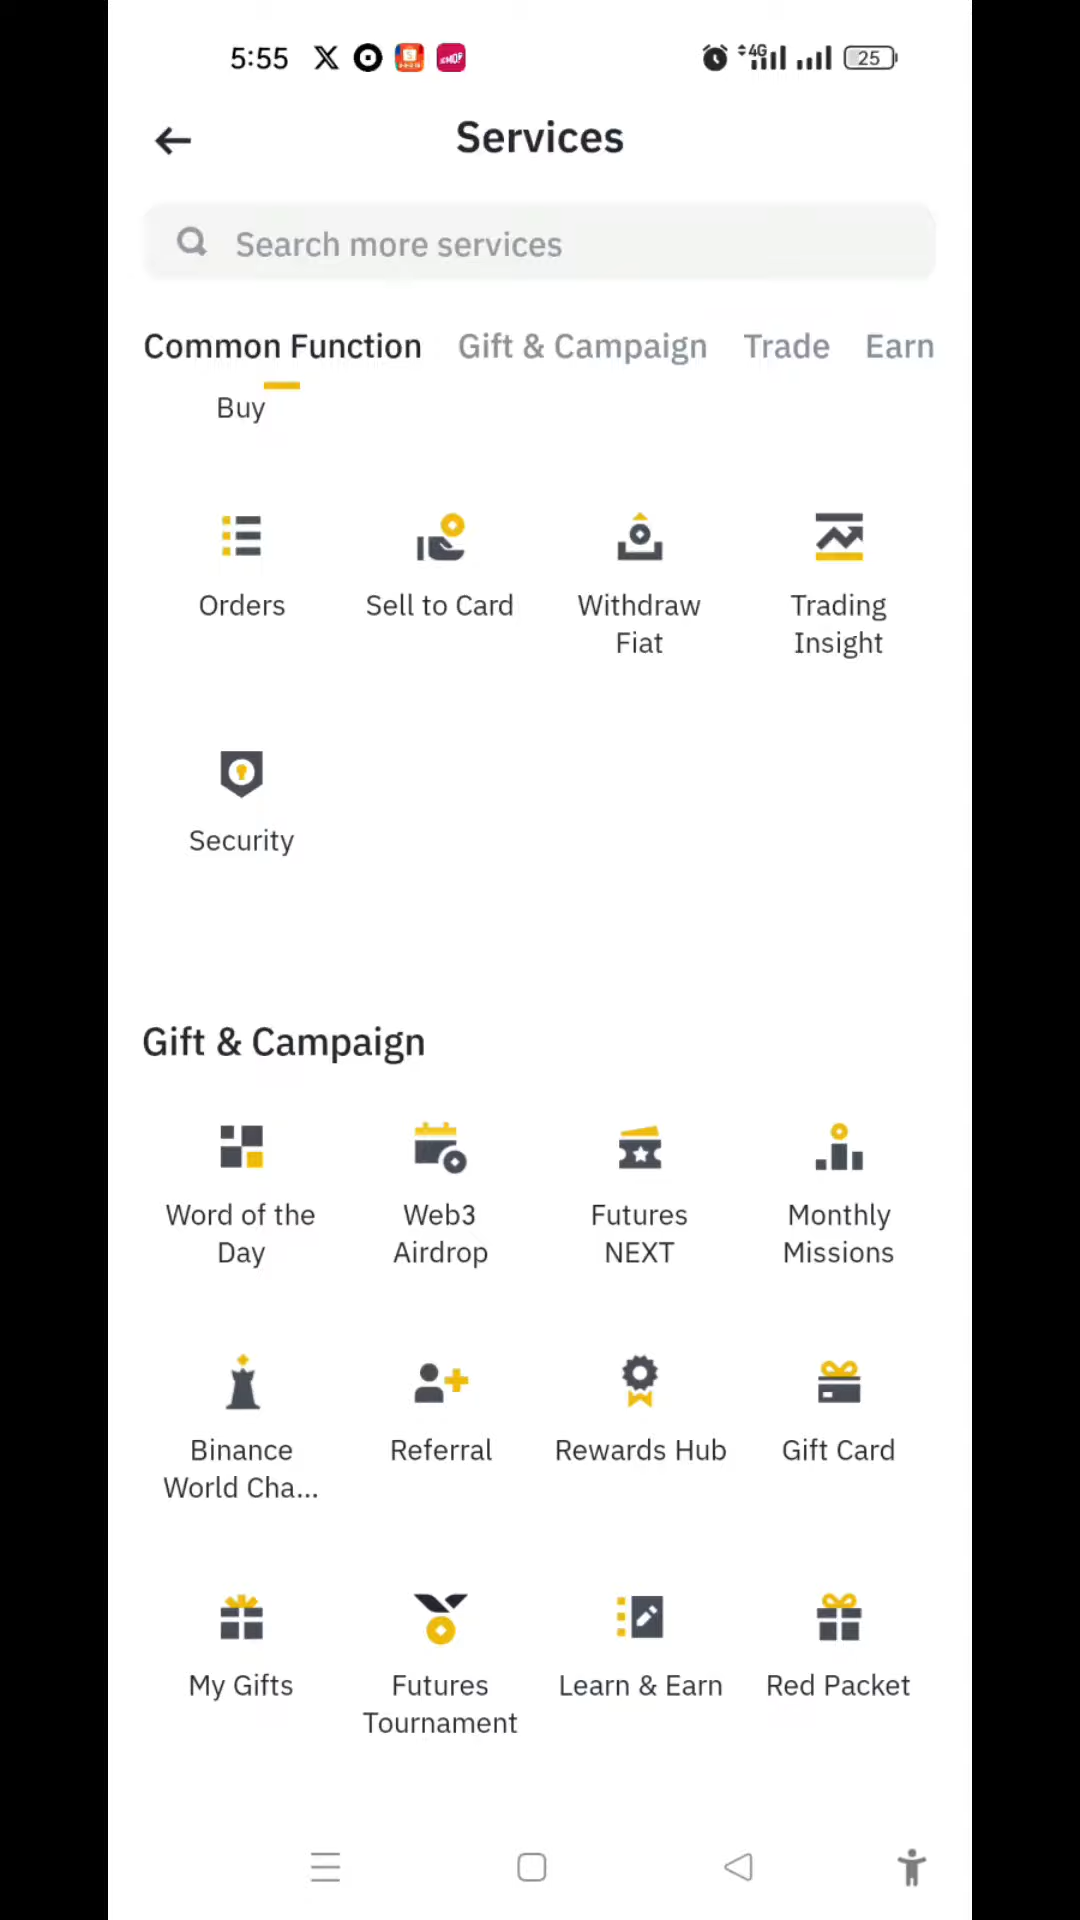 5:55
4G
25
Services
Search more services
Common Function Gift & Campaign Trade Earn
Buy
Orders Sell to Card Withdraw Fiat Trading Insight
Security
Gift & Campaign
Word of the Day Web3 Airdrop Futures NEXT Monthly Missions
Binance World Cha... Referral Rewards Hub Gift Card
My Gifts Futures Tournament Learn & Earn Red Packet